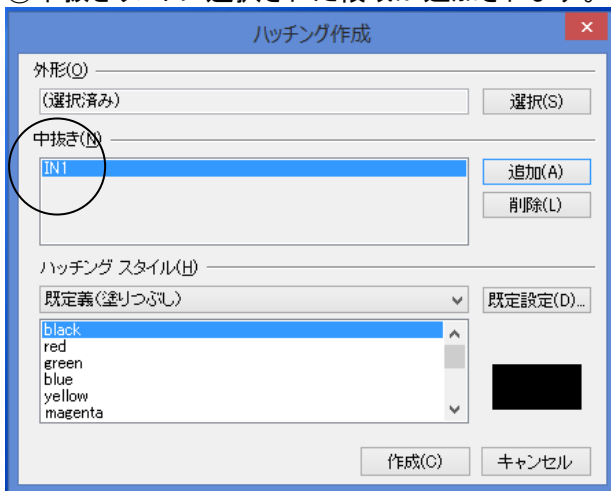 ハッチング作成
外形(O)
(選択済み)
選択(S)
中抜き(N)
IN1
追加(A)
削除(L)
ハッチング スタイル(H)
既定義(塗りつぶし)
既定設定(D)...
black
red
green
blue
yellow
magenta
作成(C)
キャンセル